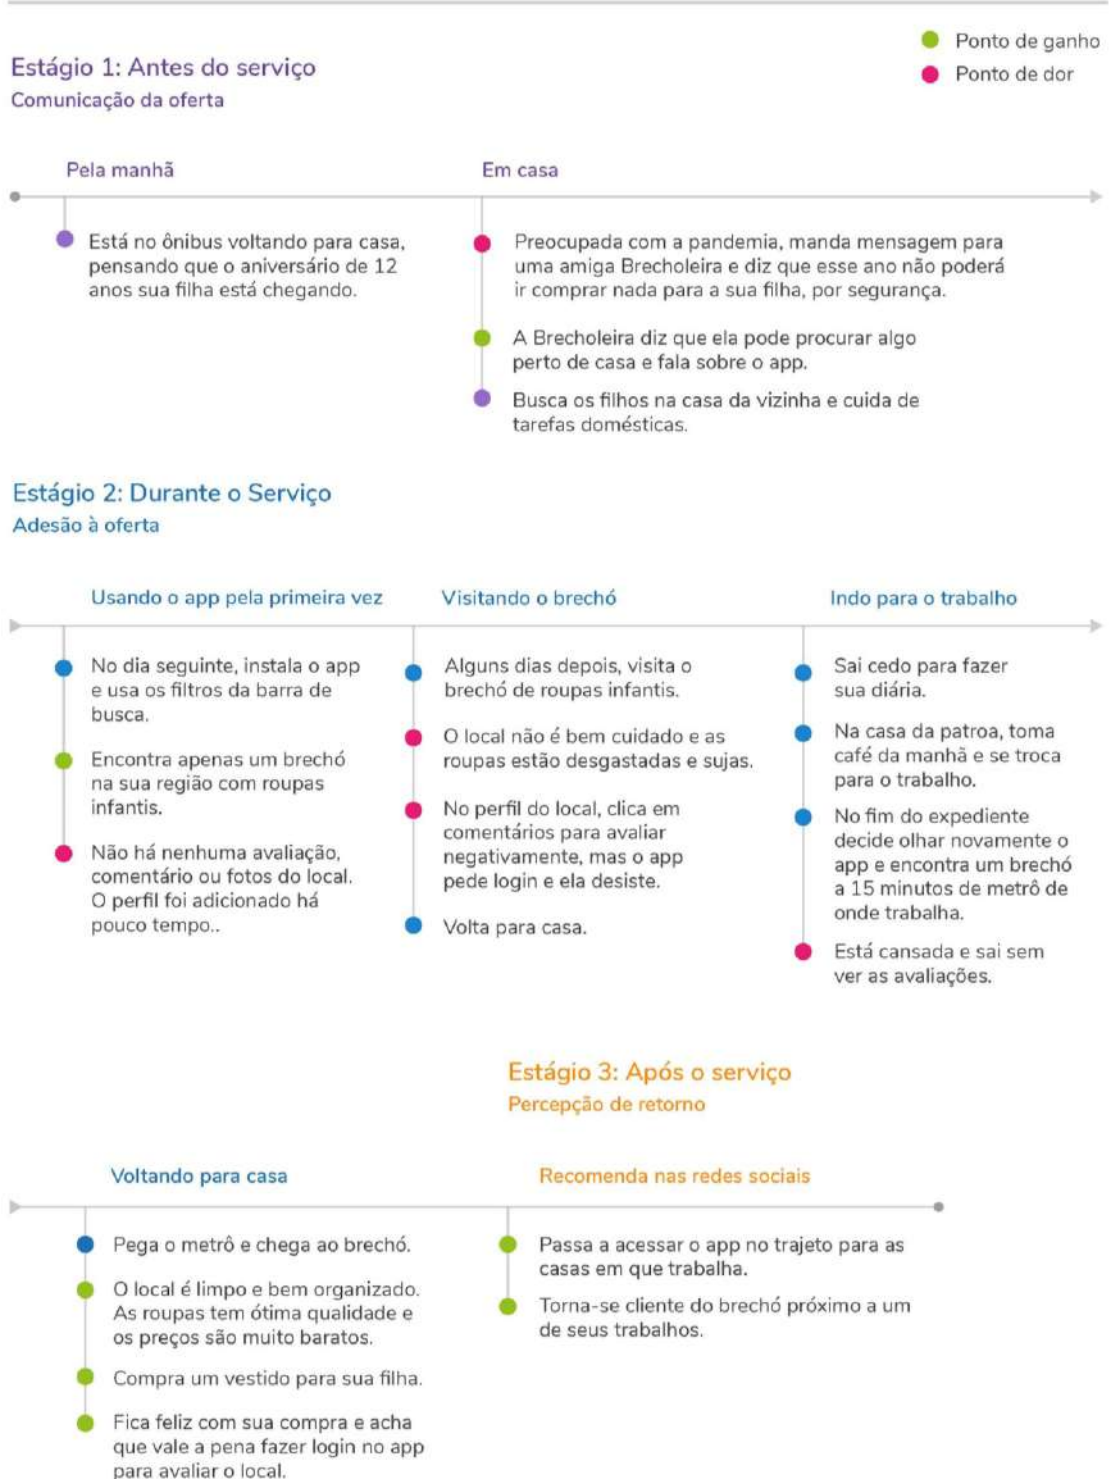 Ponto de ganho
Ponto de dor
Estágio 1: Antes do serviço
Comunicação da oferta
Pela manhã
Está no ônibus voltando para casa,
pensando que o aniversário de 12
anos sua filha está chegando.
Em casa
Preocupada com a pandemia, manda mensagem para
uma amiga Brecholeira e diz que esse ano não poderá
ir comprar nada para a sua filha, por segurança.
A Brecholeira diz que ela pode procurar algo
perto de casa e fala sobre o app.
Busca os filhos na casa da vizinha e cuida de
tarefas domésticas.
Estágio 2: Durante o Serviço
Adesão à oferta
Usando o app pela primeira vez
No dia seguinte, instala o app
e usa os filtros da barra de
busca.
Encontra apenas um brechó
na sua região com roupas
infantis.
Não há nenhuma avaliação,
comentário ou fotos do local.
O perfil foi adicionado há
pouco tempo..
Visitando o brechó
Alguns dias depois, visita o
brechó de roupas infantis.
O local não é bem cuidado e as
roupas estão desgastadas e sujas.
No perfil do local, clica em
comentários para avaliar
negativamente, mas o app
pede login e ela desiste.
Volta para casa.
Indo para o trabalho
Sai cedo para fazer
sua diária.
Na casa da patroa, toma
café da manhã e se troca
para o trabalho.
No fim do expediente
decide olhar novamente o
app e encontra um brechó
a 15 minutos de metrô de
onde trabalha.
Está cansada e sai sem
ver as avaliações.
Estágio 3: Após o serviço
Percepção de retorno
Voltando para casa
Pega o metrô e chega ao brechó.
O local é limpo e bem organizado.
As roupas tem ótima qualidade e
os preços são muito baratos.
Compra um vestido para sua filha.
Fica feliz com sua compra e acha
que vale a pena fazer login no app
para avaliar o local.
Recomenda nas redes sociais
Passa a acessar o app no trajeto para as
casas em que trabalha.
Torna-se cliente do brechó próximo a um
de seus trabalhos.